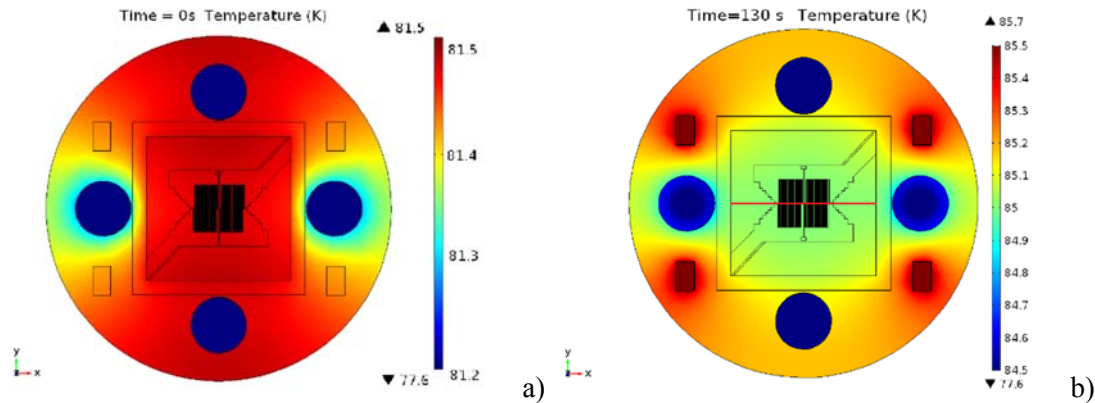 Time = 0s Temperature (K)
▲ 81.5
81.5
81.4
81.3
81.2
▼ 77.6
y
x
a)
Time=130 s Temperature (K)
▲ 85.7
85.5
85.4
85.3
85.2
85.1
85
84.9
84.8
84.7
84.6
84.5
▼ 77.6
y
x
b)